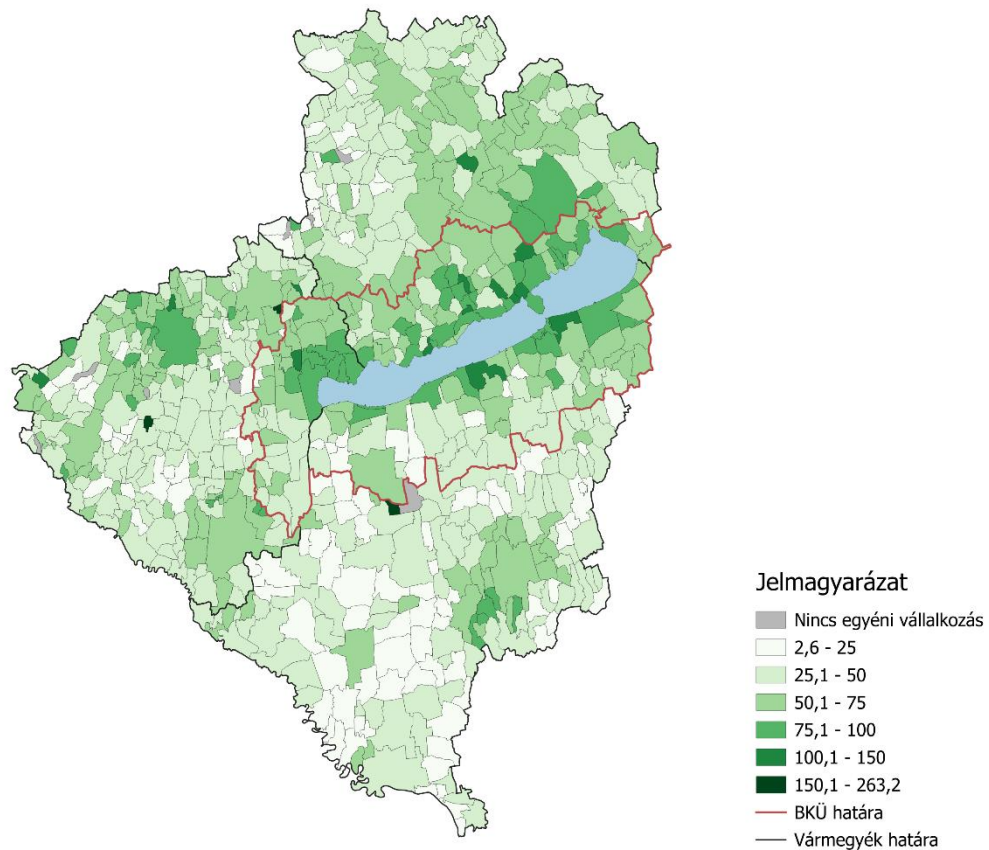 Jelmagyarázat
Nincs egyéni vállalkozás
2,6 - 25
25,1 - 50
50,1 - 75
75,1 - 100
100,1 - 150
150,1 - 263,2
BKÜ határa
Vármegyék határa